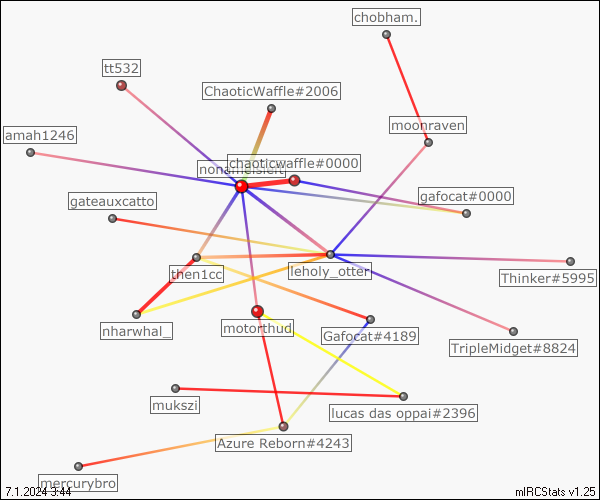 chobham.
tt532
ChaoticWaffle#2006
moonraven
amah1246
chaoticwaffle#0000
gafocat#0000
gateauxcatto
then1cc
leholy_otter
Thinker#5995
nharwhal_
motorthud
Gafocat#4189
TripleMidget#8824
mukszi
lucas das oppai#2396
Azure Reborn#4243
mercurybro
7.1.2024 3:44
mIRCStats v1.25